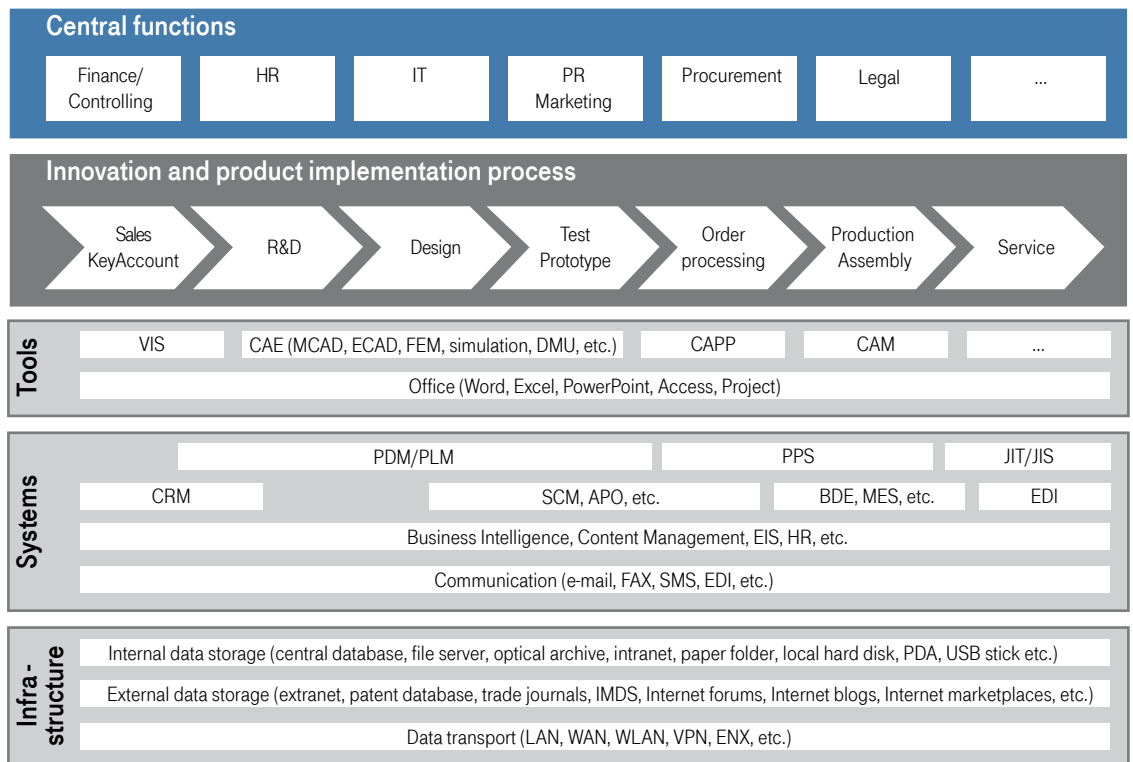 Central functions
Finance/
Controlling
HR
IT
PR
Marketing
Procurement
Legal
...
Innovation and product implementation process
Sales
KeyAccount
R&D
Design
Test
Prototype
Order
processing
Production
Assembly
Service
Tools
VIS
CAE (MCAD, ECAD, FEM, simulation, DMU, etc.)
CAPP
CAM
...
Office (Word, Excel, PowerPoint, Access, Project)
Systems
PDM/PLM
PPS
JIT/JIS
CRM
SCM, APO, etc.
BDE, MES, etc.
EDI
Business Intelligence, Content Management, EIS, HR, etc.
Communication (e-mail, FAX, SMS, EDI, etc.)
Infra -
structure
Internal data storage (central database, file server, optical archive, intranet, paper folder, local hard disk, PDA, USB stick etc.)
External data storage (extranet, patent database, trade journals, IMDS, Internet forums, Internet blogs, Internet marketplaces, etc.)
Data transport (LAN, WAN, WLAN, VPN, ENX, etc.)